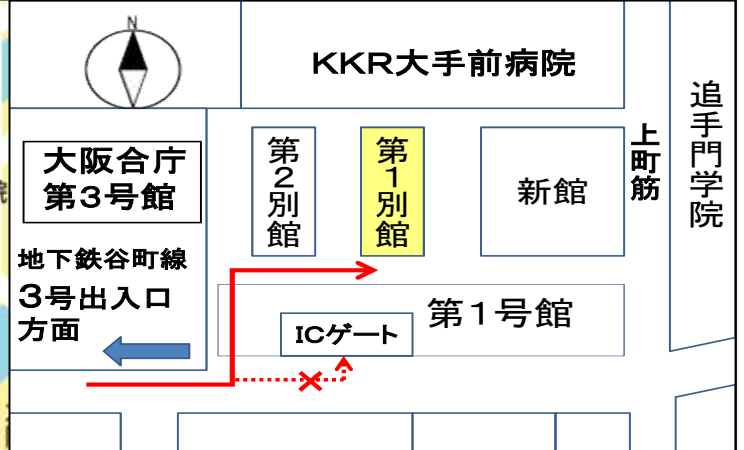 N
KKR大手前病院
大阪合庁
第3号館
第2別館
第1別館
新館
上町筋
追手門学院
地下鉄谷町線
3号出入口
方面
第1号館
ICゲート